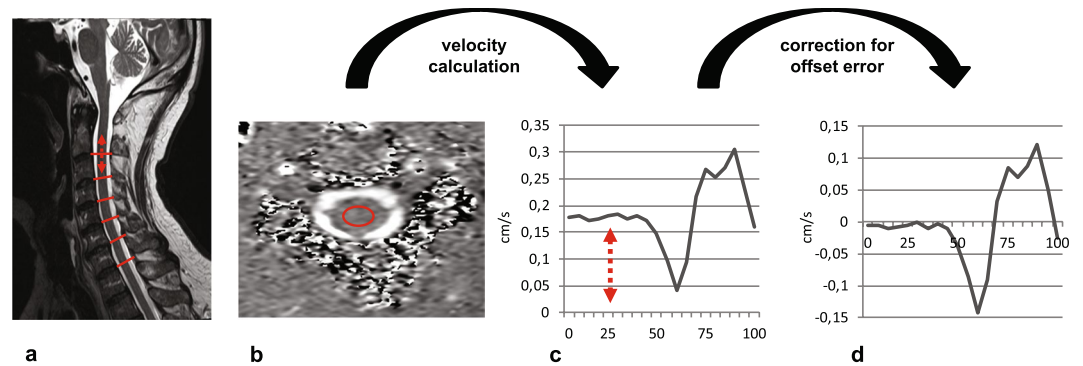 velocity
calculation
correction for
offset error
0,35
0,3
0,25
0,2
0,15
0,1
0,05
0
cm/s
0 25 50 75 100
0,15
0,1
0,05
0
-0,05
-0,1
-0,15
cm/s
0 25 50 75 100
a b c d